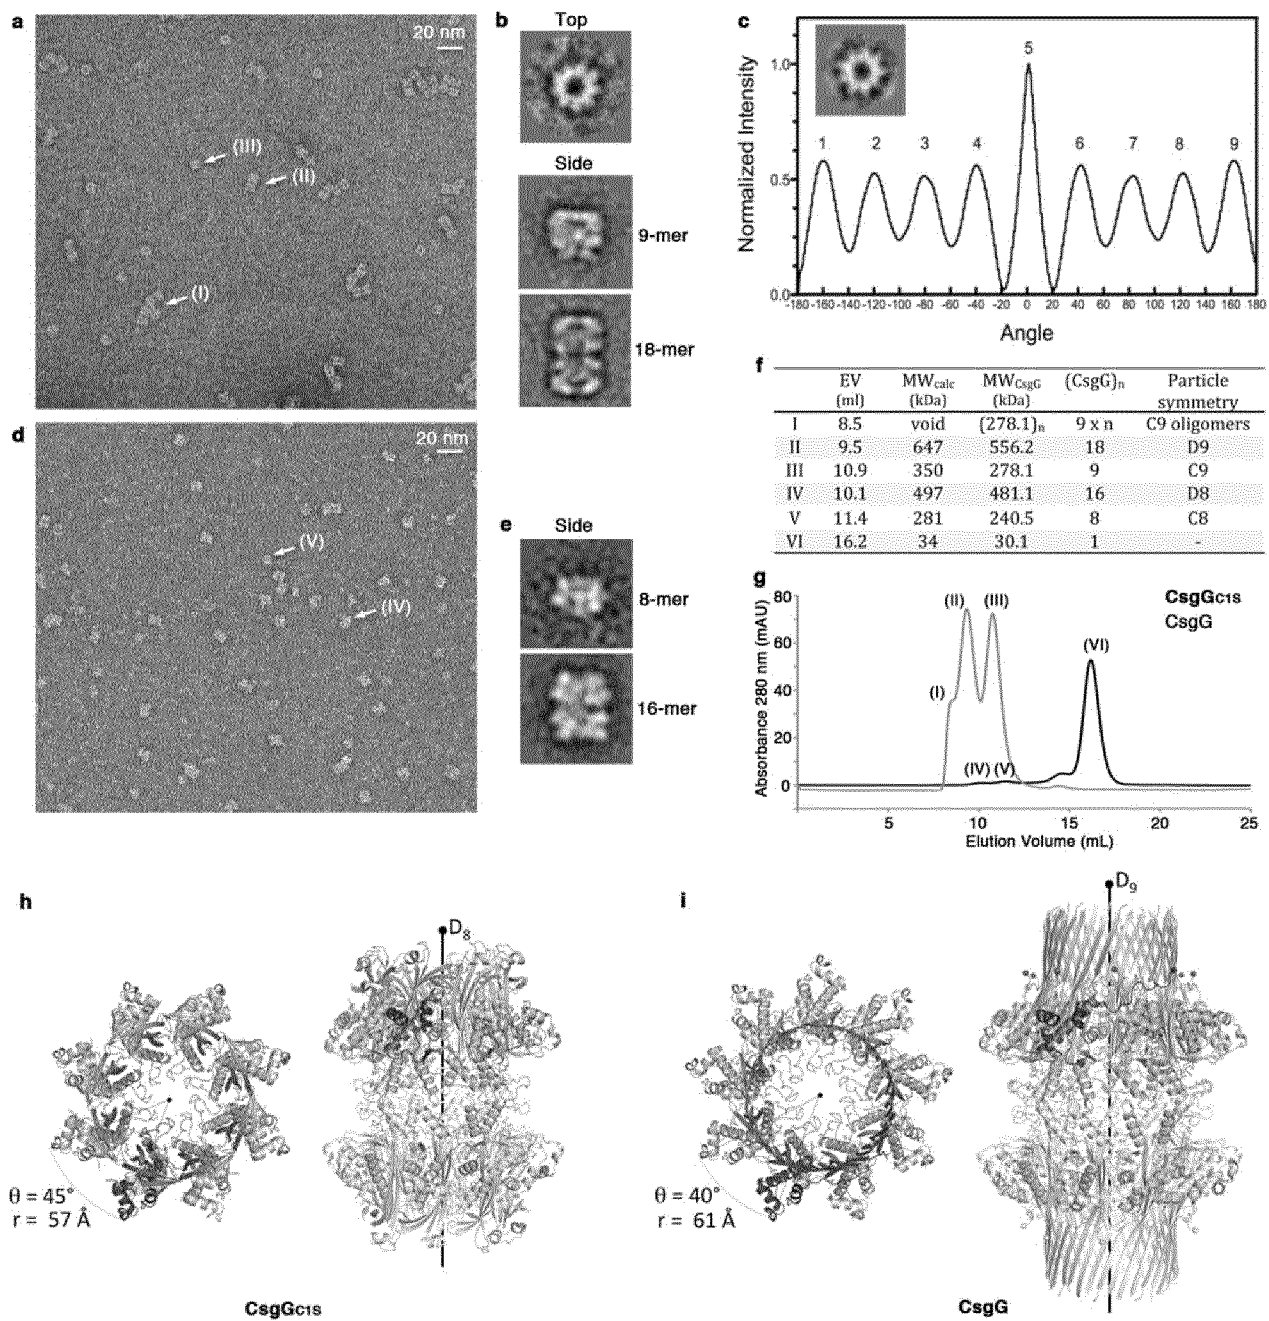 a
20 nm
(III)
(II)
(I)
b
Top
Side
9-mer
18-mer
c
Normalized Intensity
1.0
0.5
0.0
1 2 3 4 5 6 7 8 9
-180 -160 -140 -120 -100 -80 -60 -40 -20 0 20 40 60 80 100 120 140 160 180
Angle
d
20 nm
(V)
(IV)
e
Side
8-mer
16-mer
f
EV (ml) MWcalc (kDa) MWCsgG (kDa) (CsgG)n Particle symmetry
I 8.5 void (278.1)n 9 x n C9 oligomers
II 9.5 647 556.2 18 D9
III 10.9 350 278.1 9 C9
IV 10.1 497 481.1 16 D8
V 11.4 281 240.5 8 C8
VI 16.2 34 30.1 1 -
g
Absorbance 280 nm (mAU)
80
60
40
20
0
(I)
(II)
(III)
(IV)
(V)
(VI)
CsgGC1S
CsgG
5 10 15 20 25
Elution Volume (mL)
h
D8
θ = 45°
r = 57 Å
CsgGC1S
i
D9
θ = 40°
r = 61 Å
CsgG